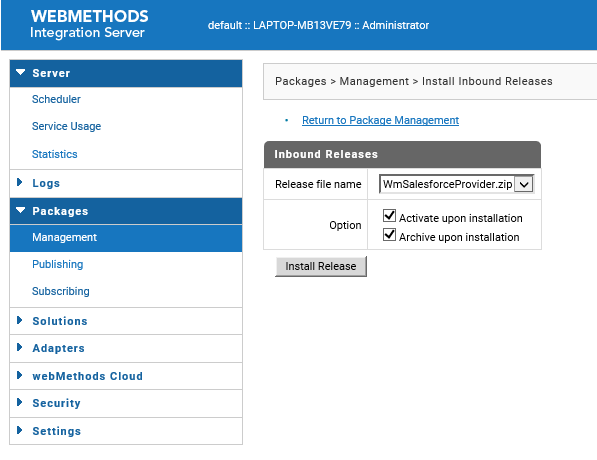 WEBMETHODS
Integration Server
default :: LAPTOP-MB13VE79 :: Administrator
Server
Scheduler
Service Usage
Statistics
Logs
Packages
Management
Publishing
Subscribing
Solutions
Adapters
webMethods Cloud
Security
Settings
Packages > Management > Install Inbound Releases
• Return to Package Management
Inbound Releases
Release file name WmSalesforceProvider.zip
Option
Activate upon installation
Archive upon installation
Install Release